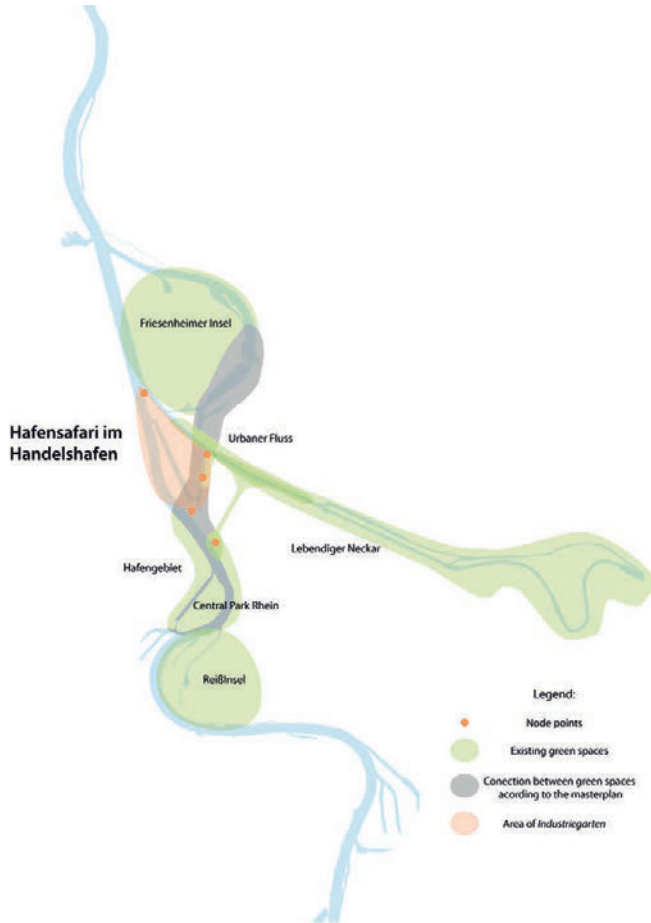 Friesenheimer Insel
Hafensafari im
Handelshafen
Urbaner Fluss
Lebendiger Neckar
Hafengebiet
Central Park Rhein
ReißInsel
Legend:
Node points
Existing green spaces
Conection between green spaces
acording to the masterplan
Area of Industriegarten